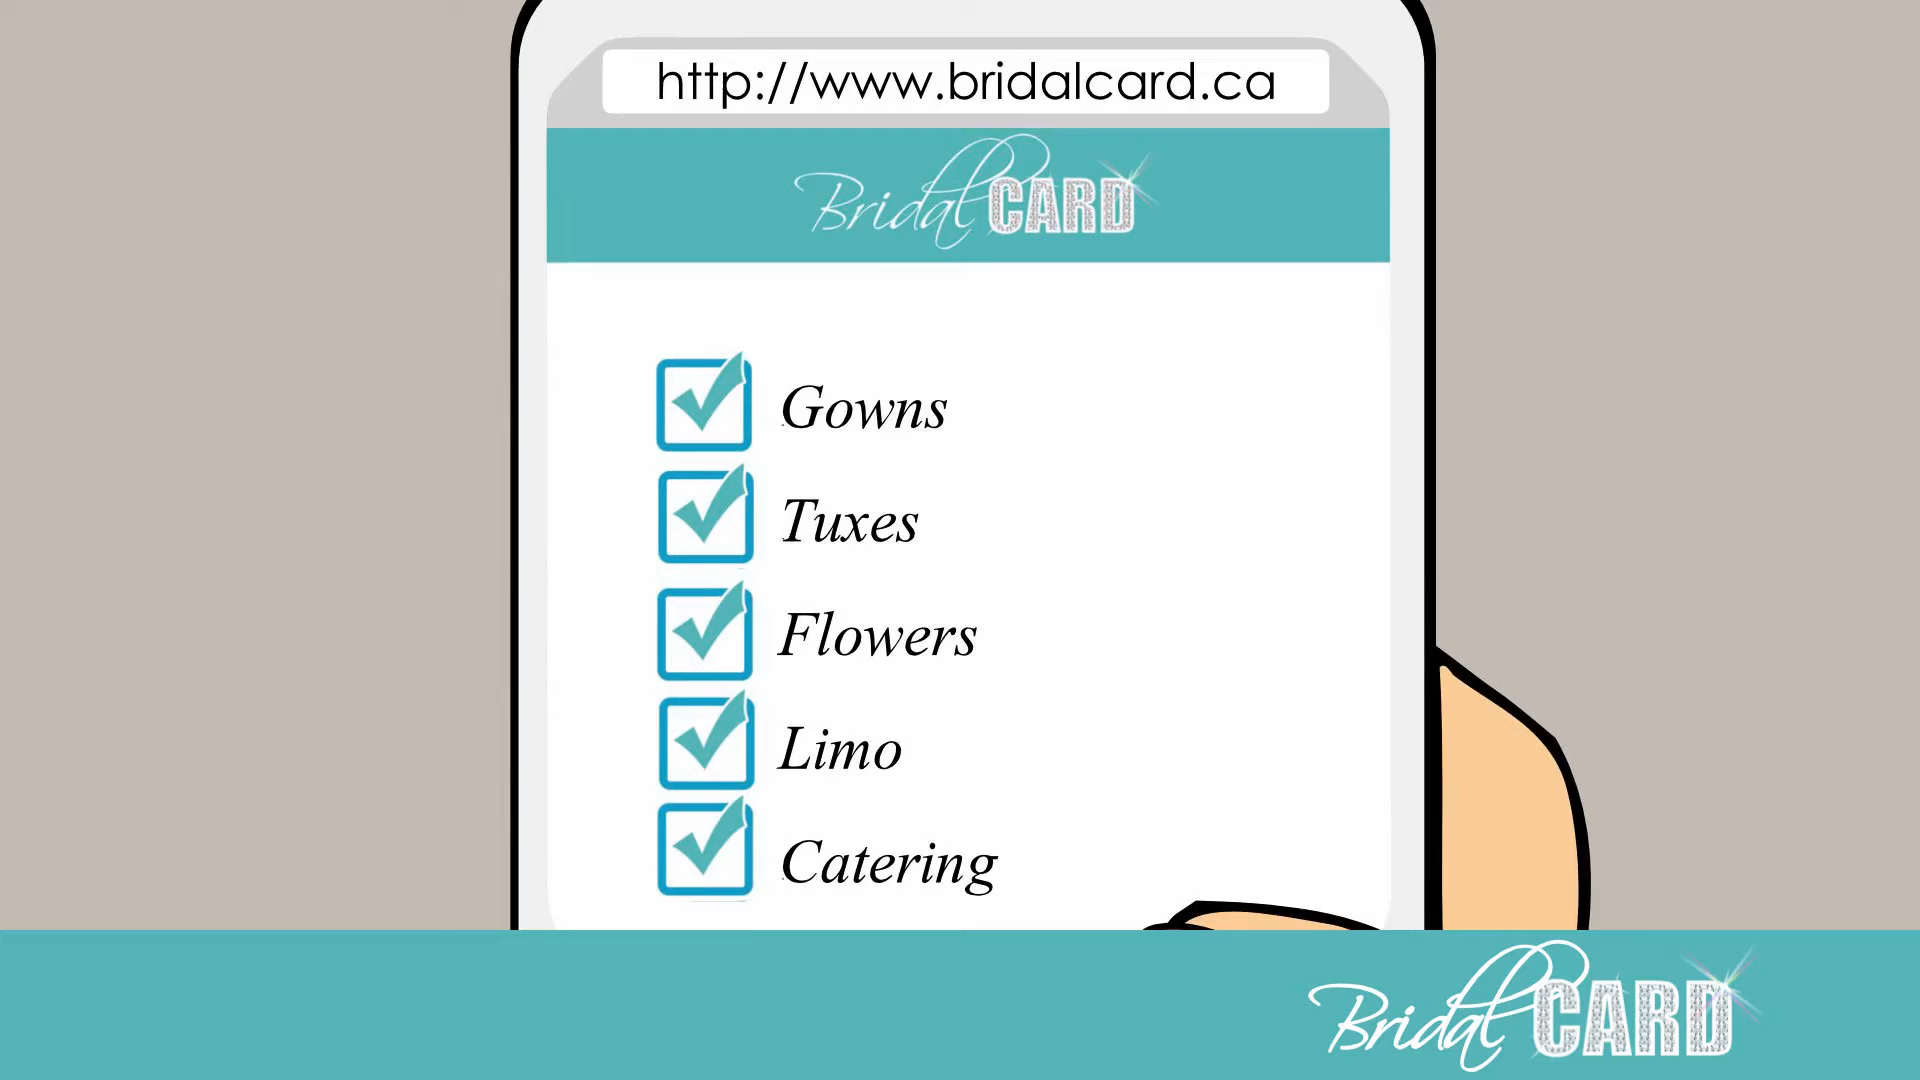 http://www.bridalcard.ca
Bridal CARD
Gowns
Tuxes
Flowers
Limo
Catering
Bridal CARD